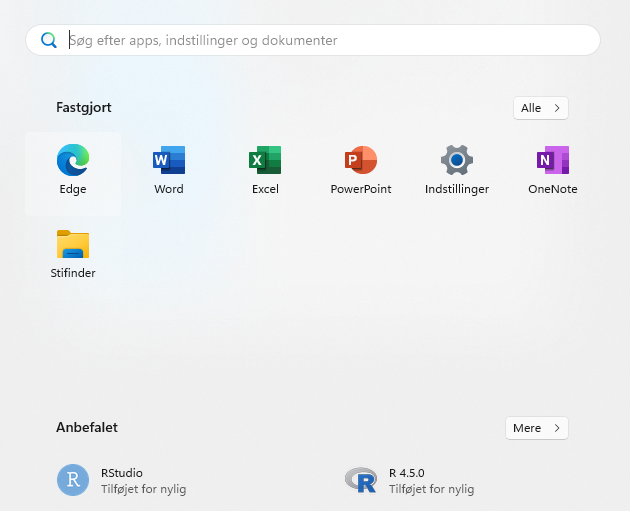 Søg efter apps, indstillinger og dokumenter
Fastgjort
Alle
Edge
Word
Excel
PowerPoint
Indstillinger
OneNote
Stifinder
Anbefalet
Mere
RStudio
Tilføjet for nylig
R 4.5.0
Tilføjet for nylig